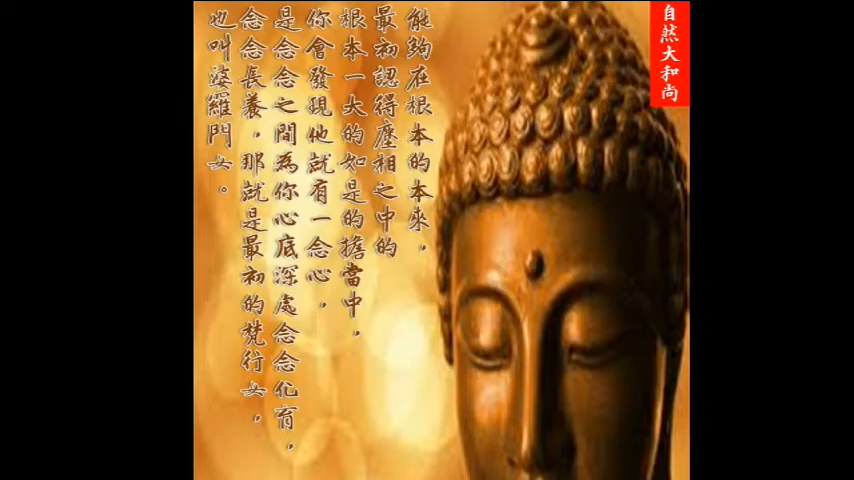 自然大和尚
能夠在根本的本來，
最初認得塵相之中的
根本一大的如是的擔當中，
你會發現他就有一念心，
是念念之間為你心底深處念念化育，
念念長養，那就是最初的梵行女，
也叫婆羅門女。